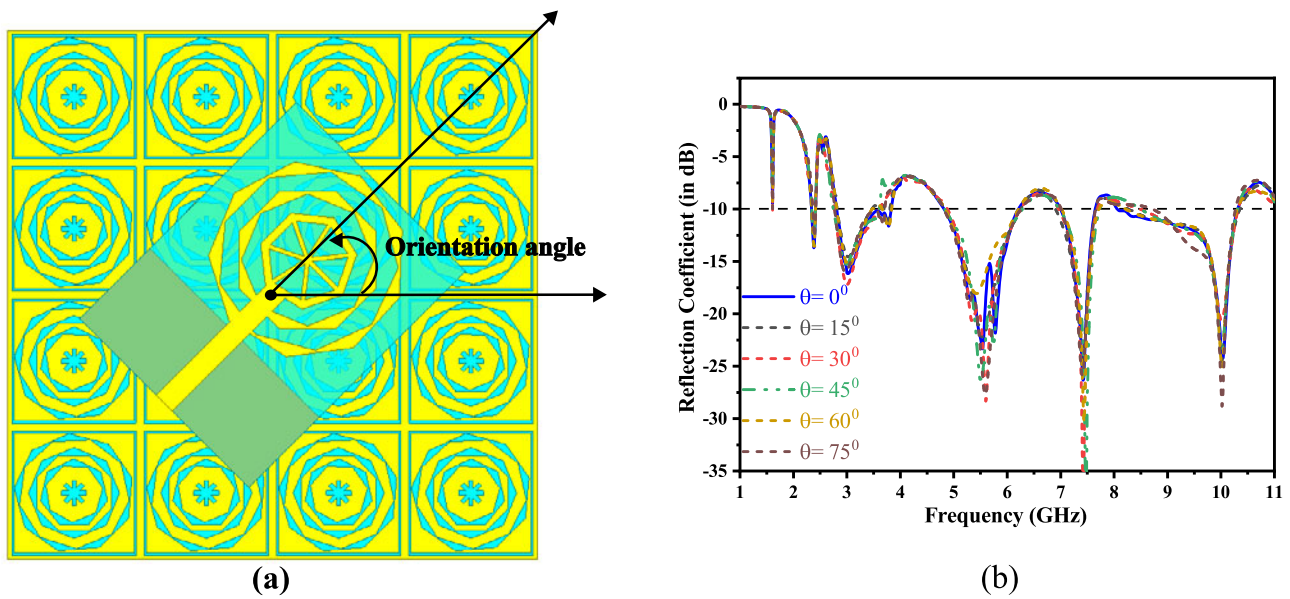 Orientation angle
(a)
Reflection Coefficient (in dB)
0
-5
-10
-15
-20
-25
-30
-35
θ= 0⁰
θ= 15⁰
θ= 30⁰
θ= 45⁰
θ= 60⁰
θ= 75⁰
1 2 3 4 5 6 7 8 9 10 11
Frequency (GHz)
(b)